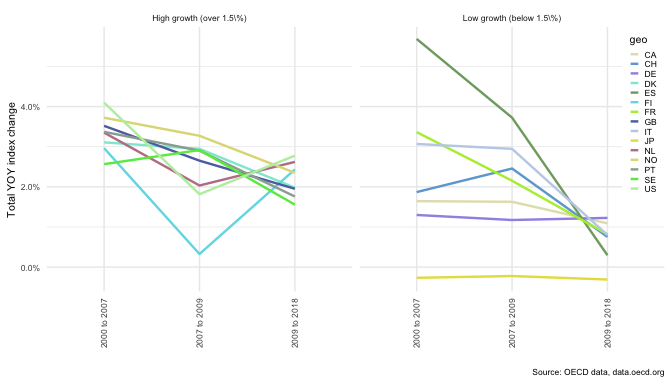 High growth (over 1.5\%)
Low growth (below 1.5\%)
Total YOY index change
4.0%
2.0%
0.0%
2000 to 2007
2007 to 2009
2009 to 2018
2000 to 2007
2007 to 2009
2009 to 2018
geo
CA
CH
DE
DK
ES
FI
FR
GB
IT
JP
NL
NO
PT
SE
US
Source: OECD data, data.oecd.org